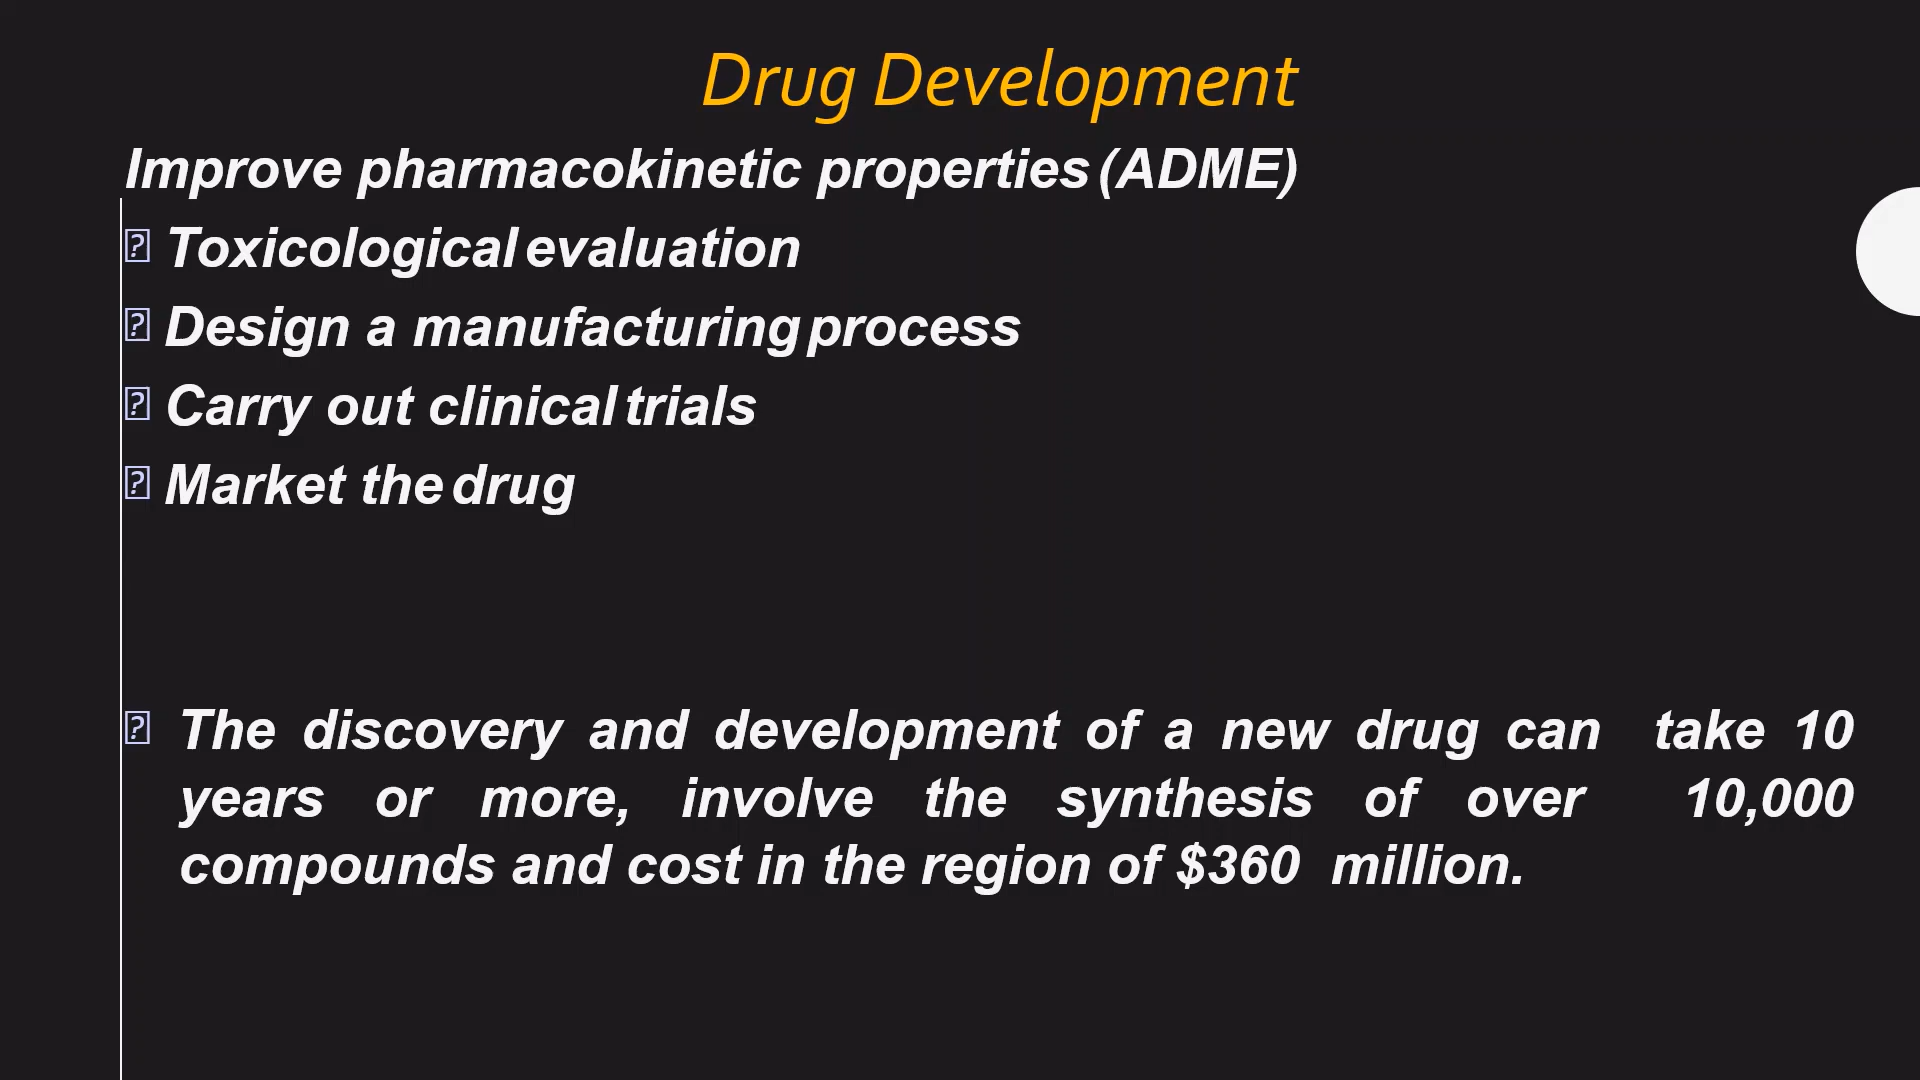 Drug Development
Improve pharmacokinetic properties (ADME)
Toxicological evaluation
Design a manufacturing process
Carry out clinical trials
Market the drug
The discovery and development of a new drug can take 10
years or more, involve the synthesis of over 10,000
compounds and cost in the region of $360 million.